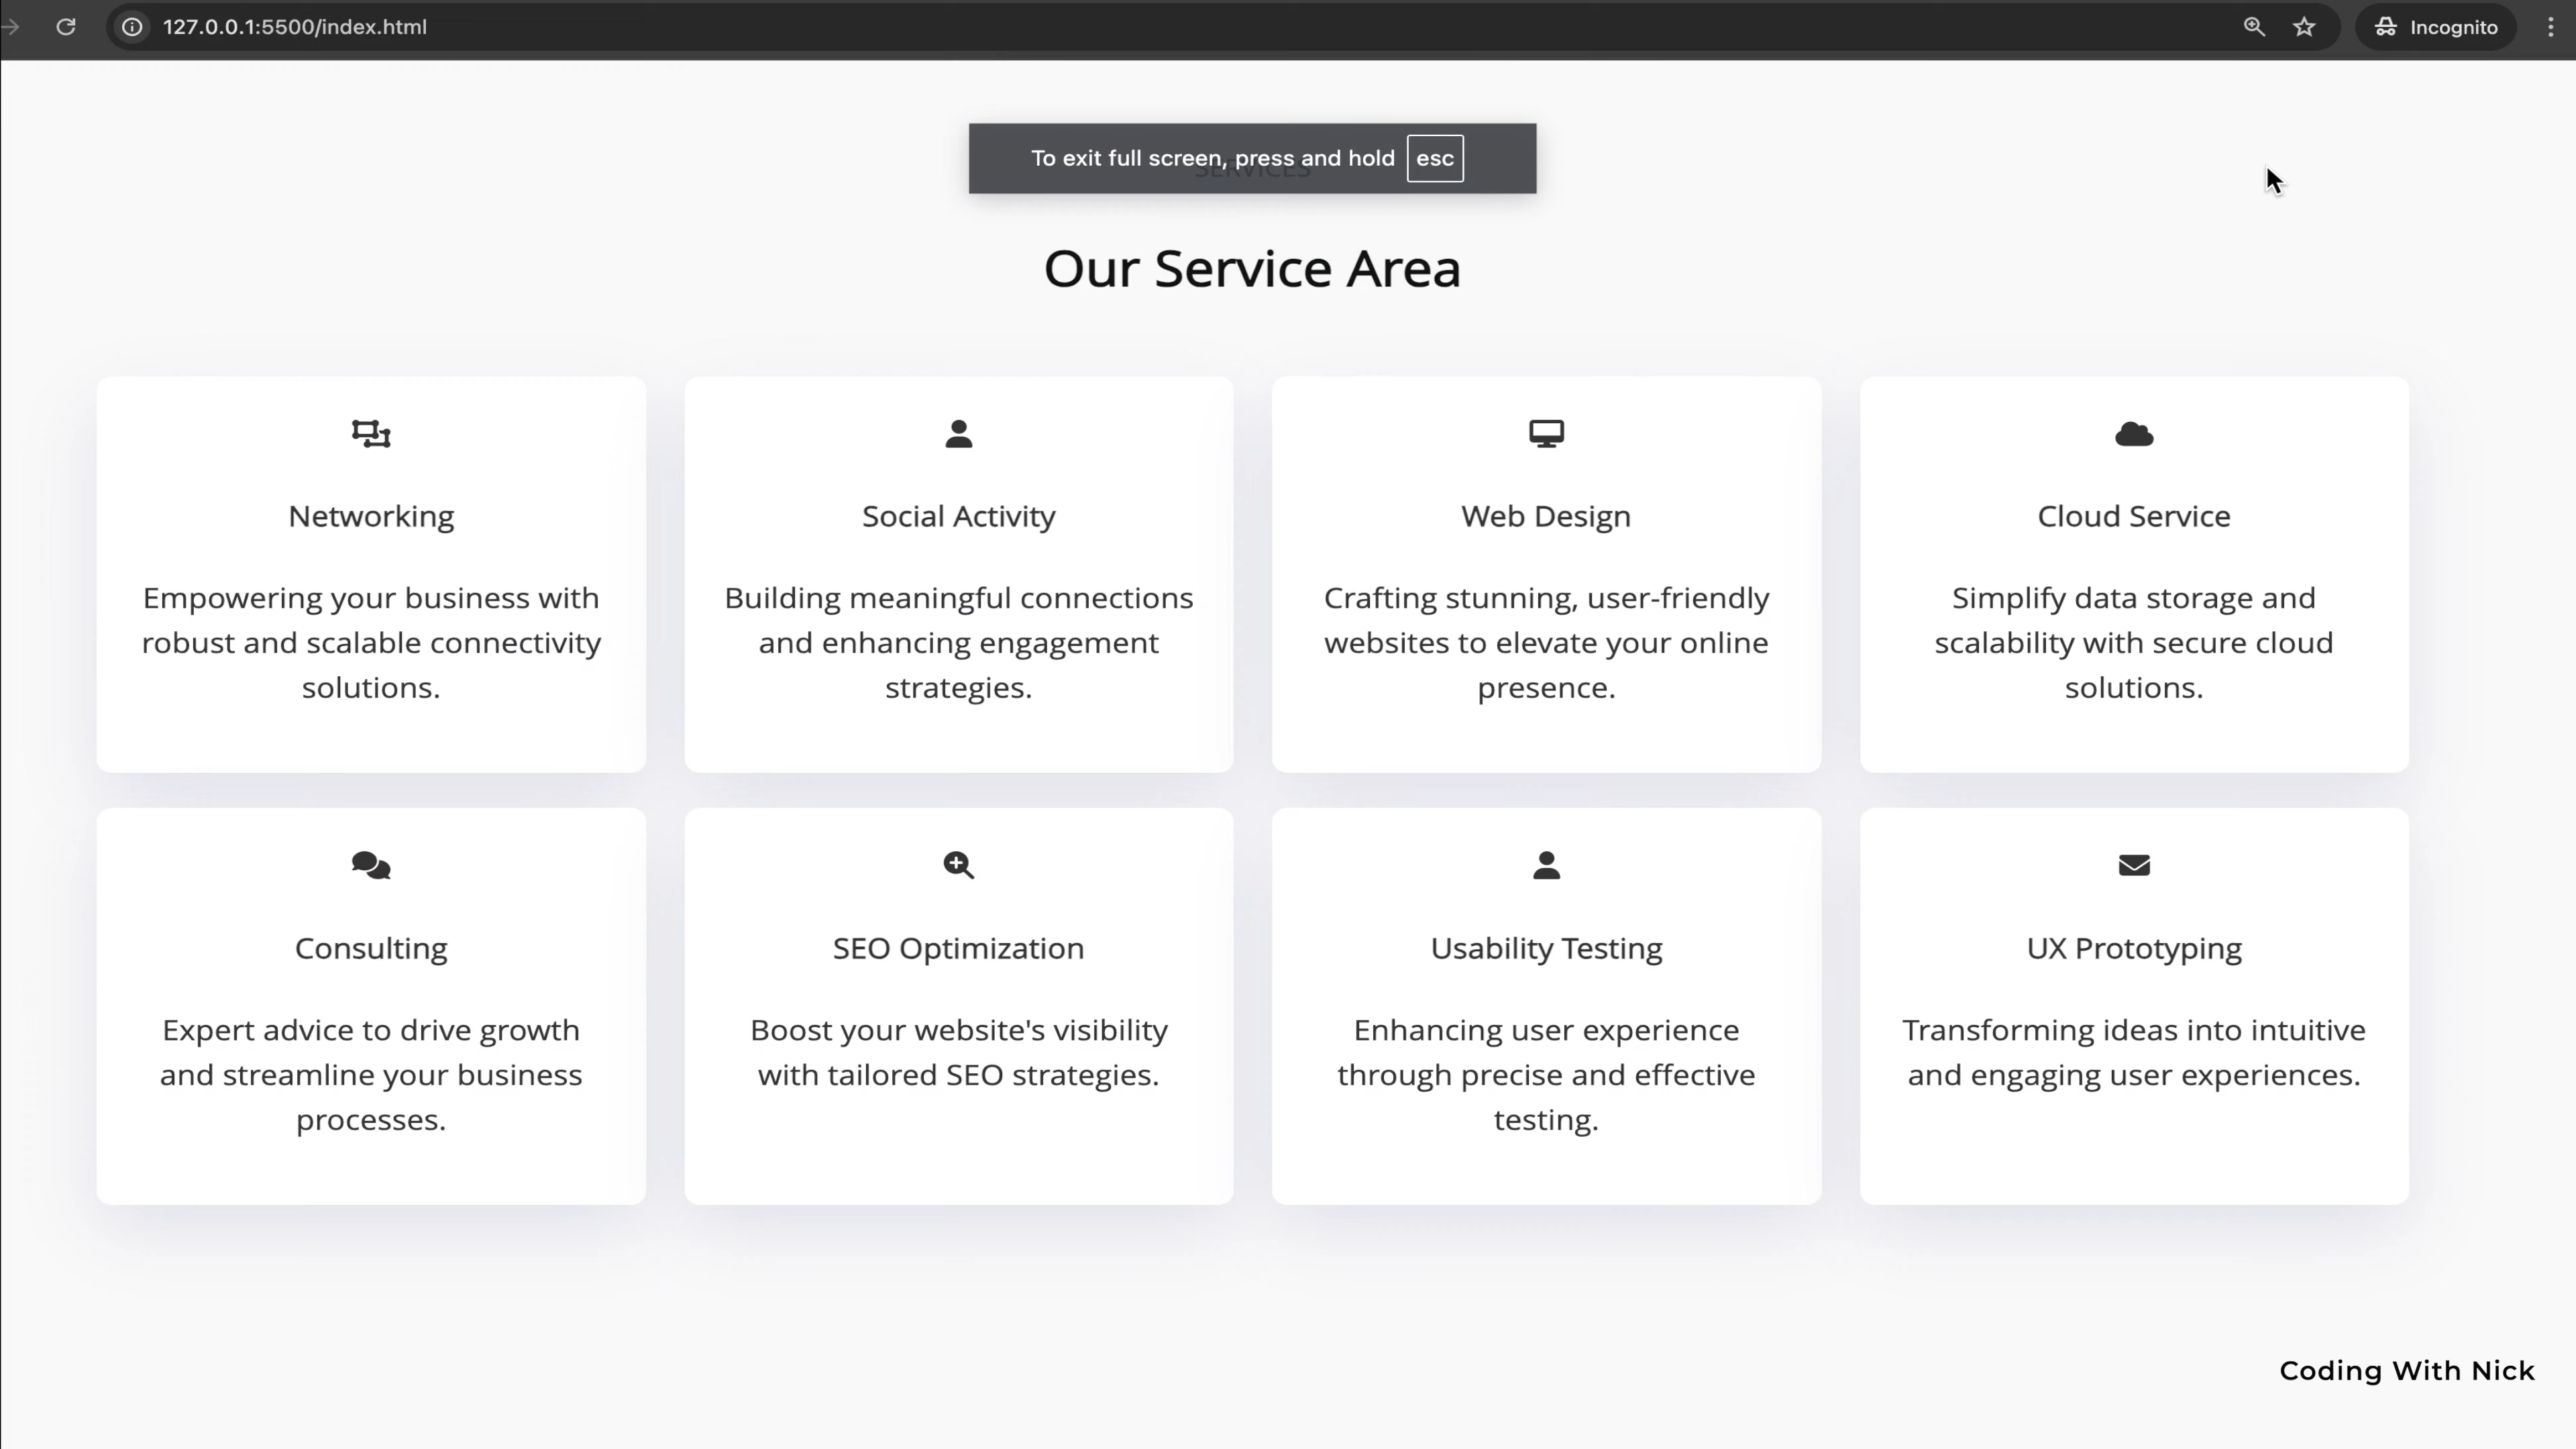 127.0.0.1:5500/index.html
Incognito
To exit full screen, press and hold esc
SERVICES
Our Service Area
Networking
Empowering your business with
robust and scalable connectivity
solutions.
Social Activity
Building meaningful connections
and enhancing engagement
strategies.
Web Design
Crafting stunning, user-friendly
websites to elevate your online
presence.
Cloud Service
Simplify data storage and
scalability with secure cloud
solutions.
Consulting
Expert advice to drive growth
and streamline your business
processes.
SEO Optimization
Boost your website's visibility
with tailored SEO strategies.
Usability Testing
Enhancing user experience
through precise and effective
testing.
UX Prototyping
Transforming ideas into intuitive
and engaging user experiences.
Coding With Nick